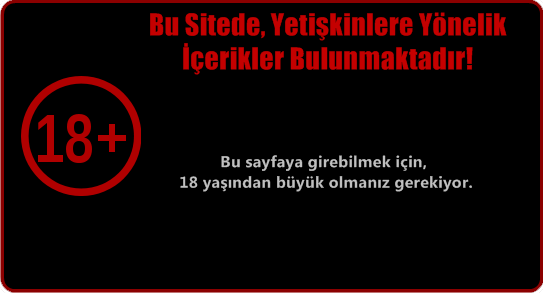 Bu Sitede, Yetişkinlere Yönelik
İçerikler Bulunmaktadır!
18+
Bu sayfaya girebilmek için,
18 yaşından büyük olmanız gerekiyor.